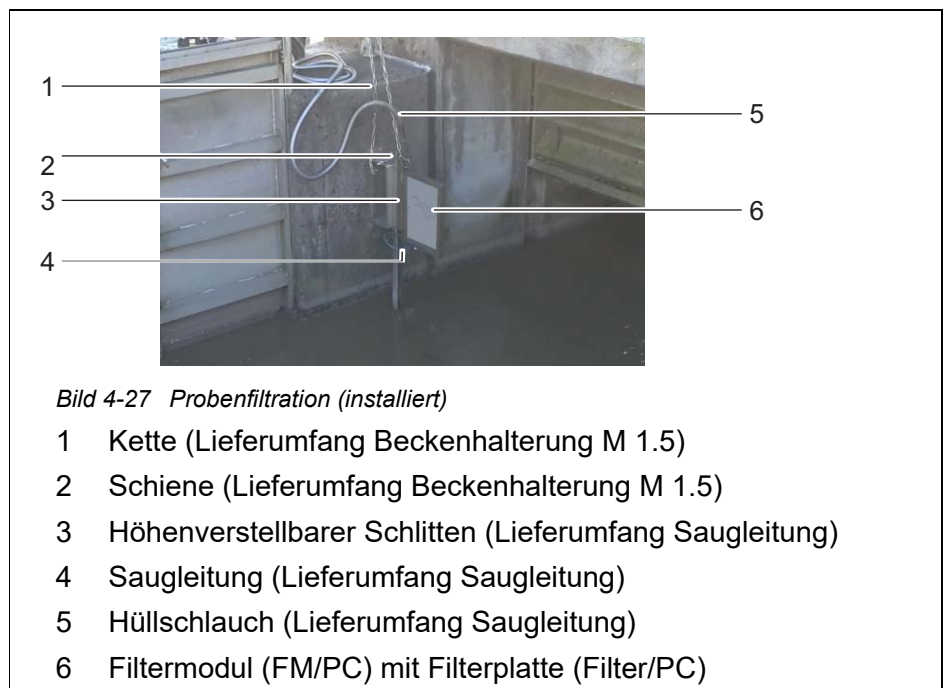 1
2
3
4
5
6
Bild 4-27 Probenfiltration (installiert)
1 Kette (Lieferumfang Beckenhalterung M 1.5)
2 Schiene (Lieferumfang Beckenhalterung M 1.5)
3 Höhenverstellbarer Schlitten (Lieferumfang Saugleitung)
4 Saugleitung (Lieferumfang Saugleitung)
5 Hüllschlauch (Lieferumfang Saugleitung)
6 Filtermodul (FM/PC) mit Filterplatte (Filter/PC)